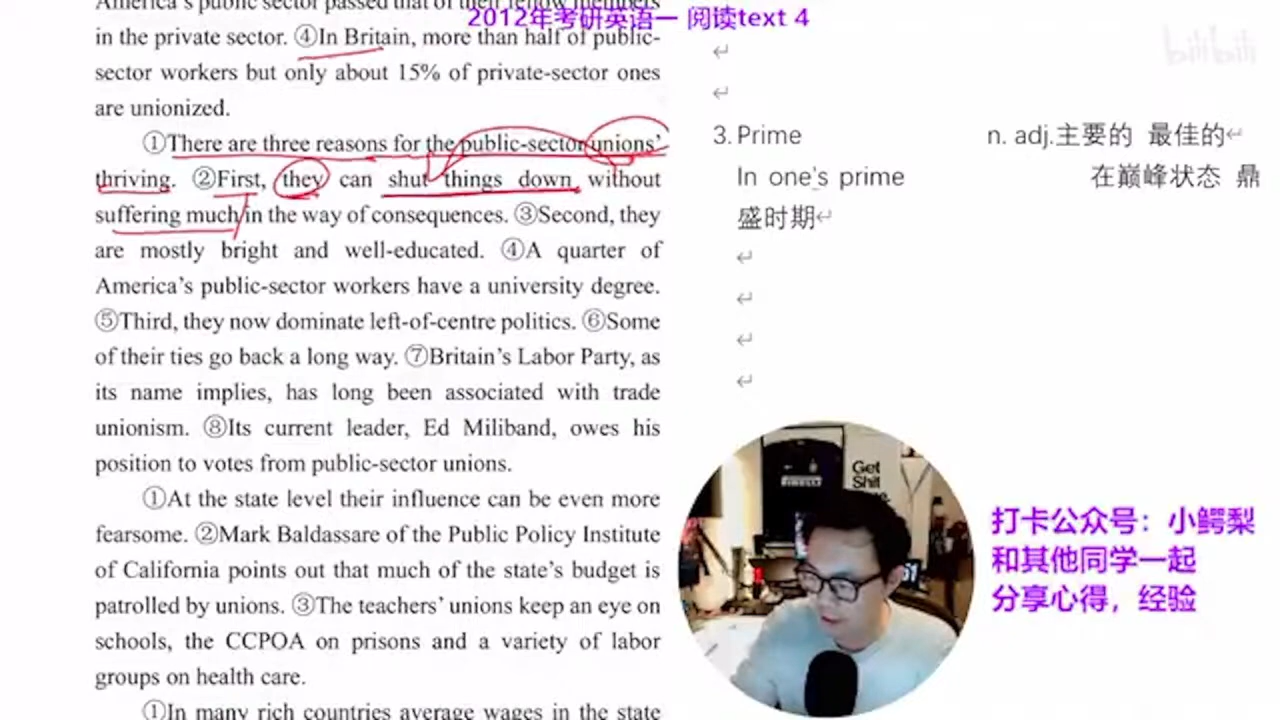 America's public sector passed that of their fellow members
2012年考研英语一 阅读text 4
in the private sector. ④In Britain, more than half of public-
sector workers but only about 15% of private-sector ones
are unionized.
①There are three reasons for the public-sector unions'
thriving. ②First, they can shut things down without
suffering much in the way of consequences. ③Second, they
are mostly bright and well-educated. ④A quarter of
America's public-sector workers have a university degree.
⑤Third, they now dominate left-of-centre politics. ⑥Some
of their ties go back a long way. ⑦Britain's Labor Party, as
its name implies, has long been associated with trade
unionism. ⑧Its current leader, Ed Miliband, owes his
position to votes from public-sector unions.
①At the state level their influence can be even more
fearsome. ②Mark Baldassare of the Public Policy Institute
of California points out that much of the state's budget is
patrolled by unions. ③The teachers' unions keep an eye on
schools, the CCPOA on prisons and a variety of labor
groups on health care.
①In many rich countries average wages in the state
bilibili
3. Prime n. adj.主要的 最佳的
In one's prime 在巅峰状态 鼎
盛时期
PIRELLI
Get
Shit
打卡公众号：小鳄梨
和其他同学一起
分享心得，经验